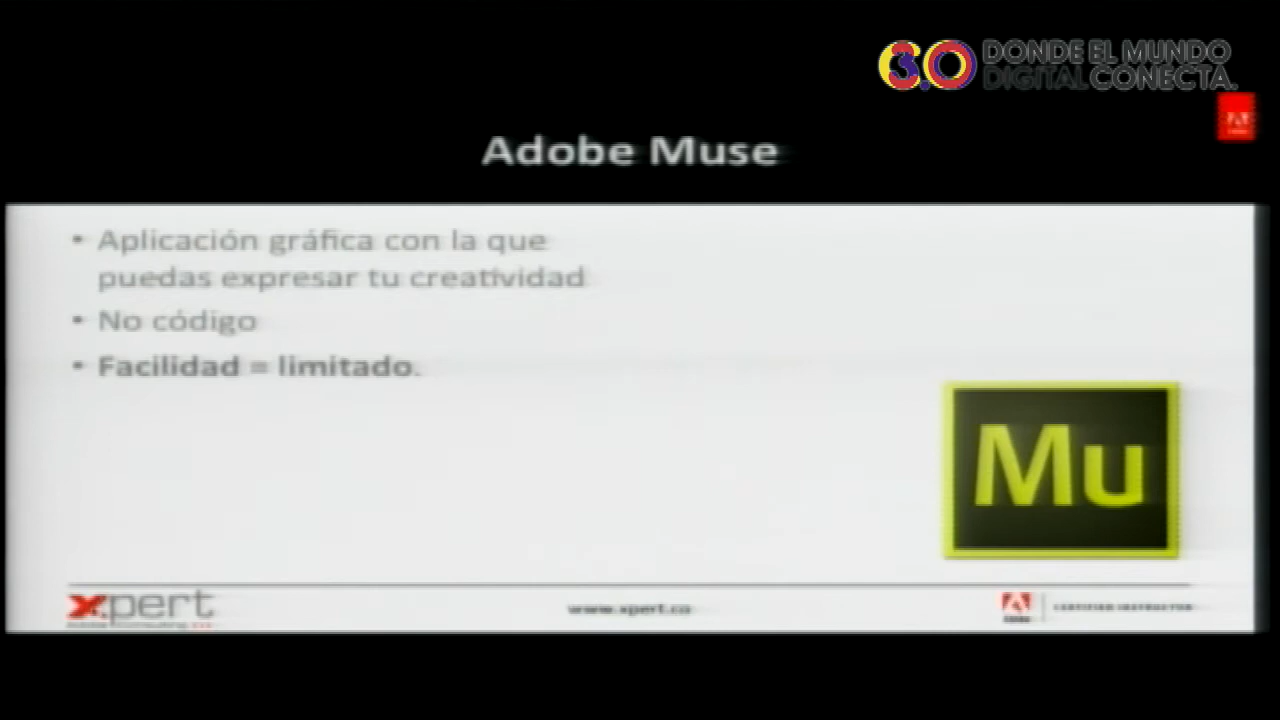 3.0 DONDE EL MUNDO
DIGITAL CONECTA.
Adobe Muse
• Aplicación gráfica con la que
puedas expresar tu creatividad
• No código
• Facilidad = limitado.
Mu
xpert
www.xpert.co
CERTIFIED INSTRUCTOR